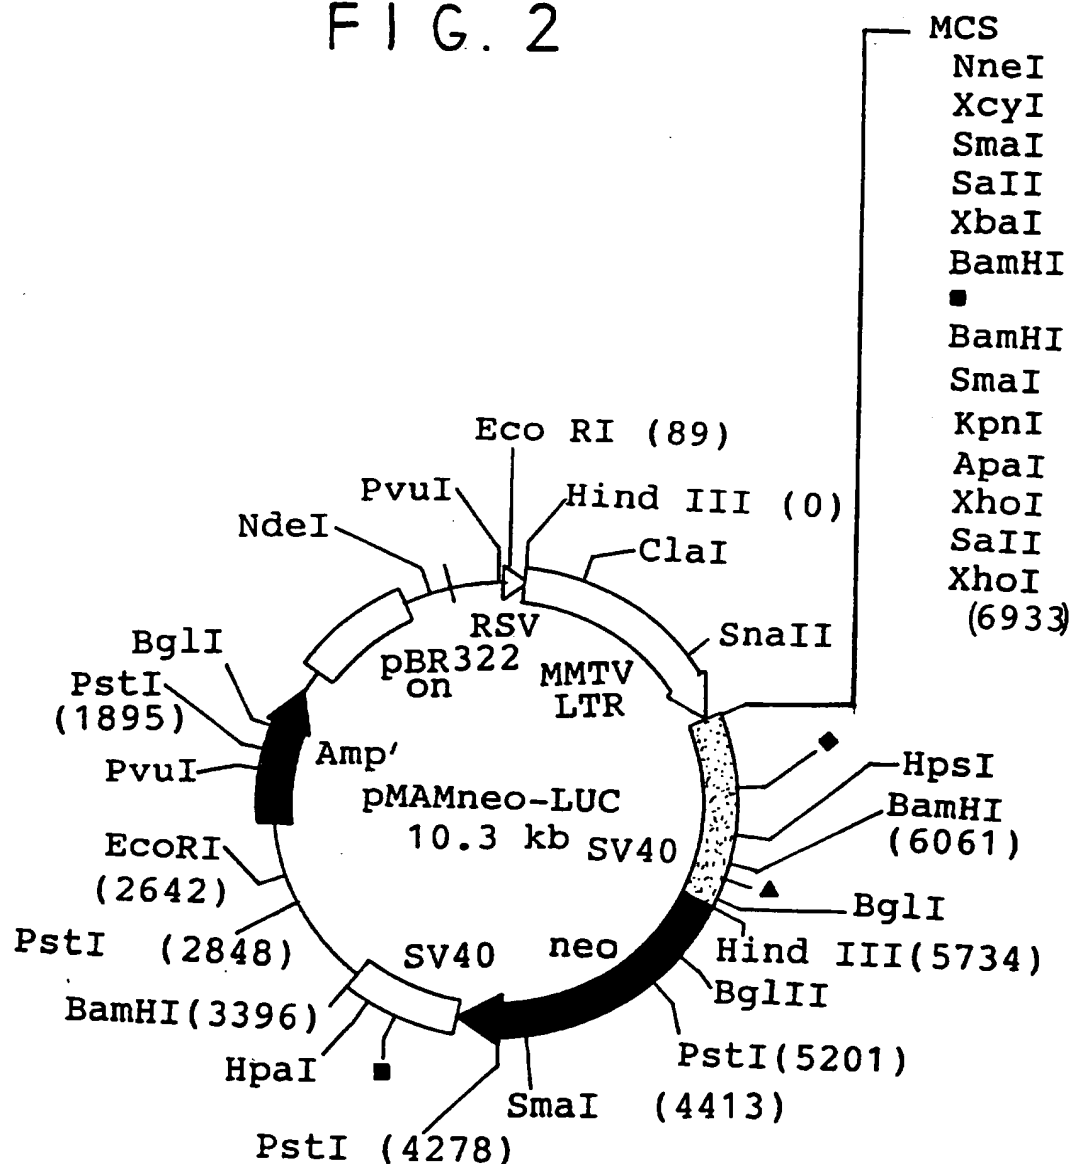 FIG. 2
MCS
NneI
XcyI
SmaI
SaII
XbaI
BamHI
■
BamHI
SmaI
KpnI
ApaI
XhoI
SaII
XhoI
(6933)
Eco RI (89)
PvuI
Hind III (0)
NdeI
ClaI
RSV
SnaII
BglI
pBR322
on
MMTV
LTR
PstI
(1895)
Amp'
PvuI
HpsI
pMAMneo-LUC
10.3 kb
BamHI
(6061)
SV40
EcoRI
(2642)
BglI
PstI (2848)
SV40
neo
Hind III(5734)
BglII
BamHI(3396)
HpaI
PstI(5201)
SmaI (4413)
PstI (4278)